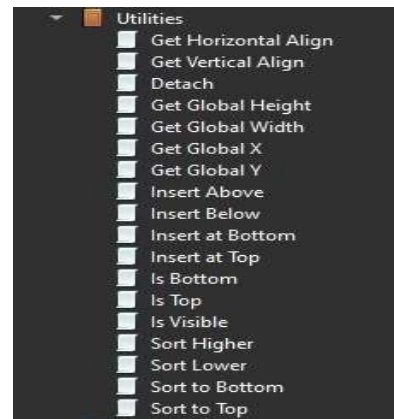 Utilities
Get Horizontal Align
Get Vertical Align
Detach
Get Global Height
Get Global Width
Get Global X
Get Global Y
Insert Above
Insert Below
Insert at Bottom
Insert at Top
Is Bottom
Is Top
Is Visible
Sort Higher
Sort Lower
Sort to Bottom
Sort to Top